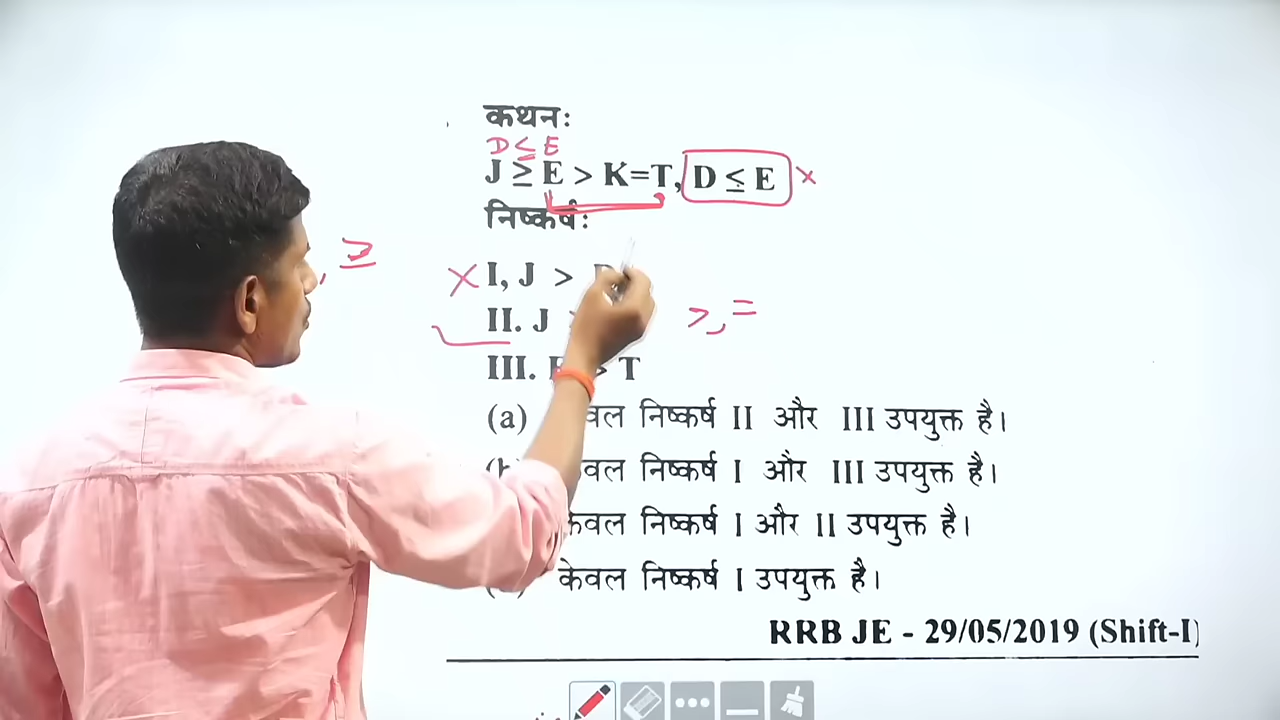 कथनः
D ≤ E
J ≥ E > K=T, D ≤ E ×
निष्कर्षः
, ≥
× I, J >
II. J >, =
III. > T
(a) वल निष्कर्ष II और III उपयुक्त है।
वल निष्कर्ष I और III उपयुक्त है।
केवल निष्कर्ष I और II उपयुक्त है।
केवल निष्कर्ष I उपयुक्त है।
RRB JE - 29/05/2019 (Shift-I)